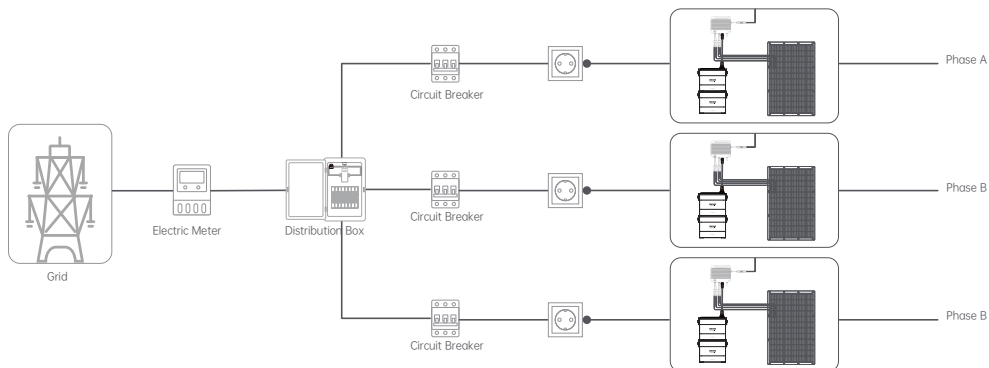 Phase A
Circuit Breaker
Phase B
Circuit Breaker
Electric Meter
Distribution Box
Grid
Phase B
Circuit Breaker